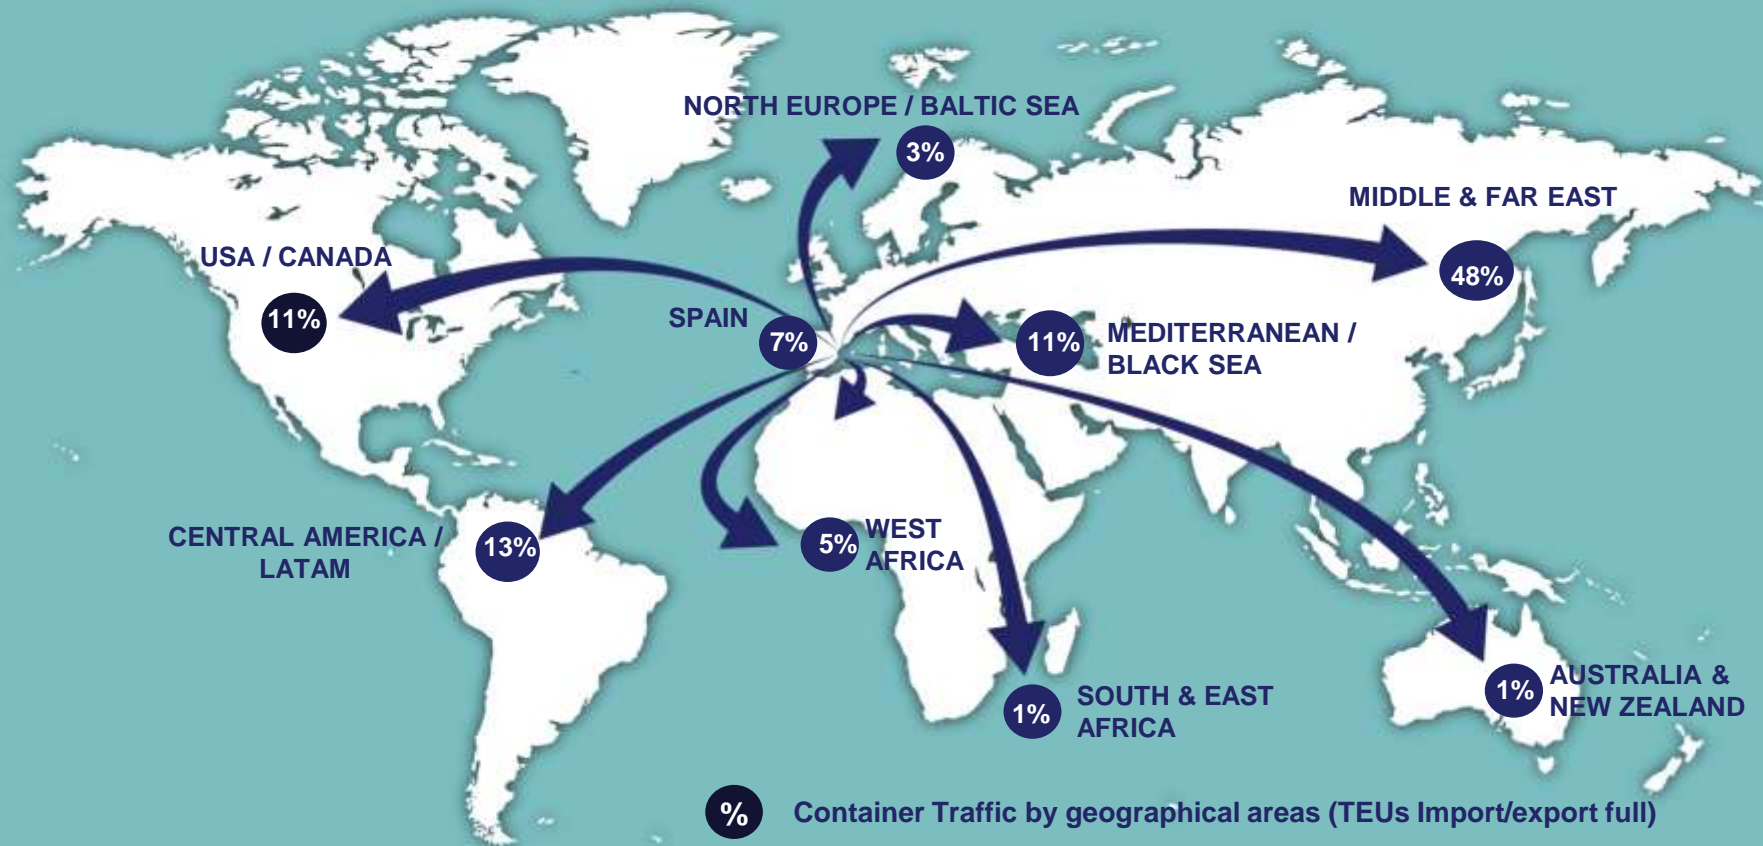 NORTH EUROPE / BALTIC SEA
3%
MIDDLE & FAR EAST
48%
USA / CANADA
11%
SPAIN
7%
11%
MEDITERRANEAN /
BLACK SEA
CENTRAL AMERICA /
LATAM
13%
5%
WEST
AFRICA
1%
SOUTH & EAST
AFRICA
1%
AUSTRALIA &
NEW ZEALAND
%
Container Traffic by geographical areas (TEUs Import/export full)